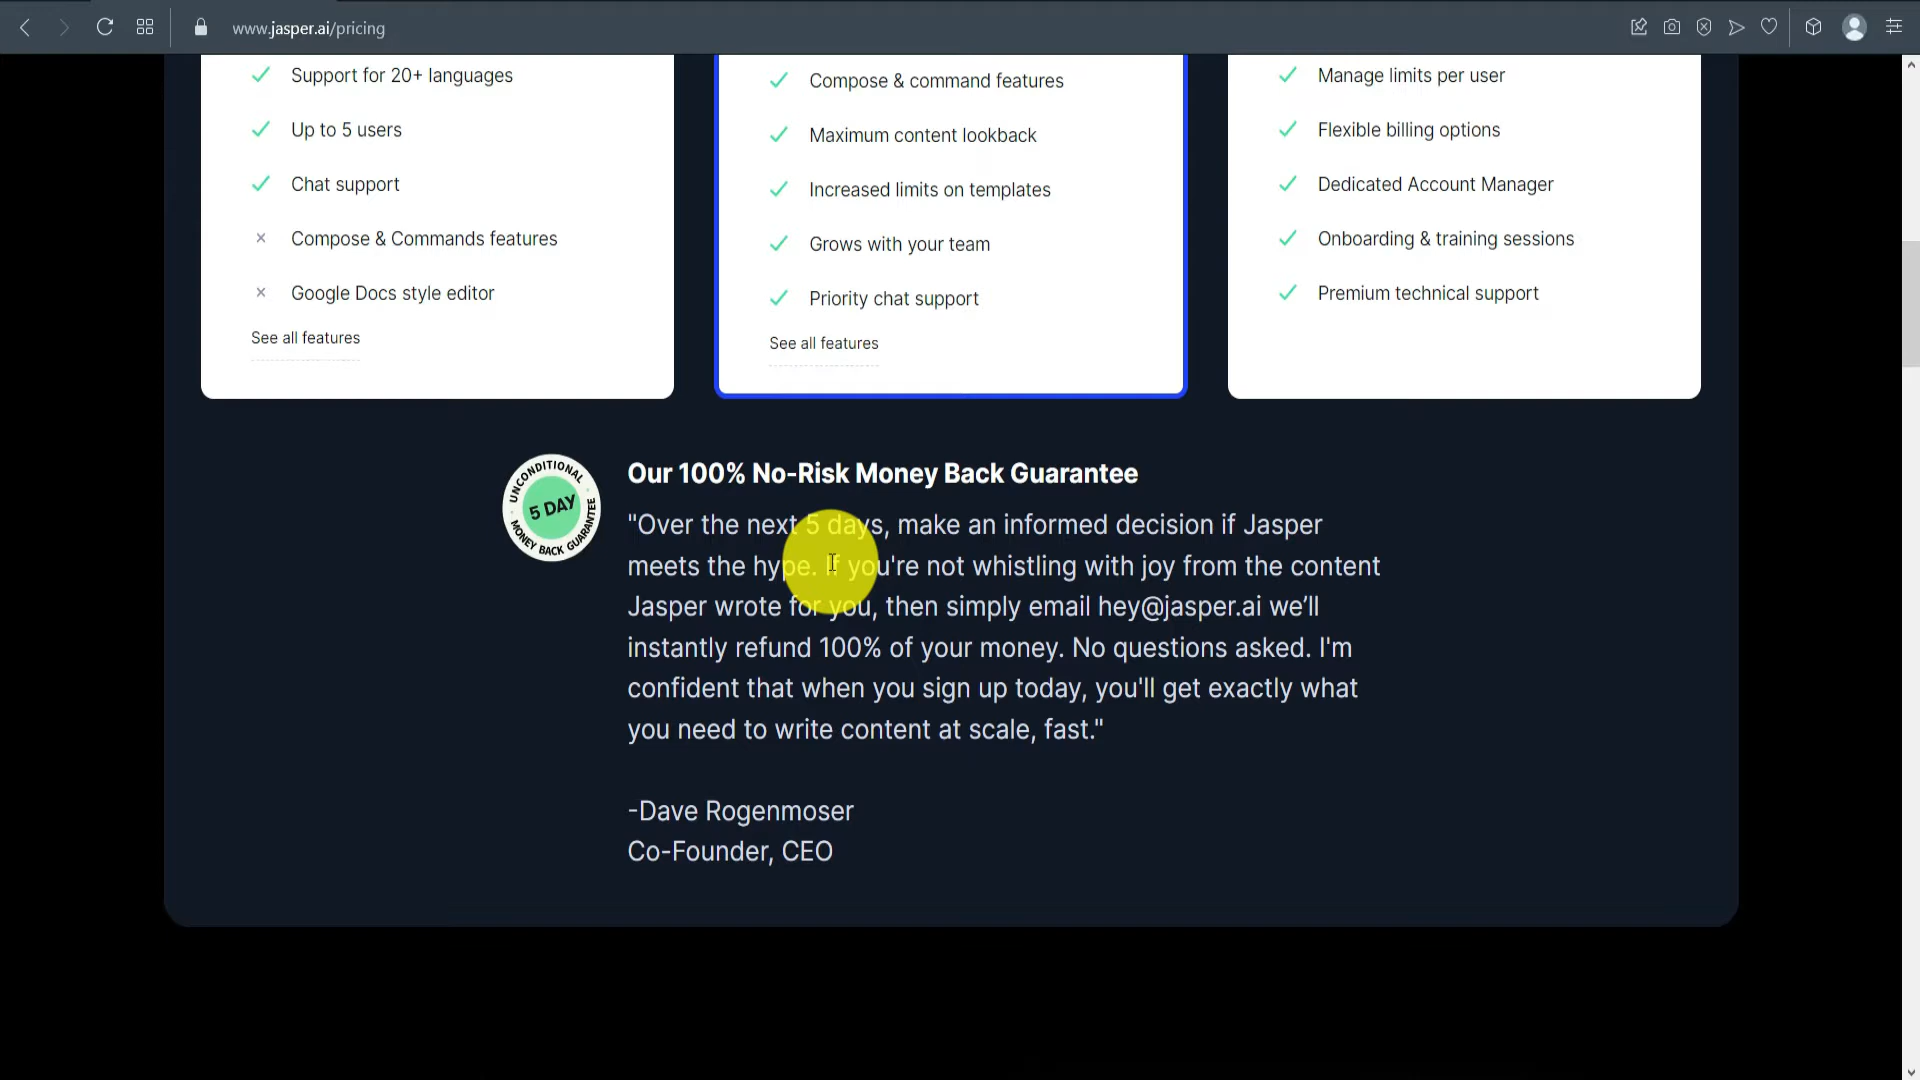 www.jasper.ai/pricing
Support for 20+ languages
Up to 5 users
Chat support
Compose & Commands features
Google Docs style editor
See all features
Compose & command features
Maximum content lookback
Increased limits on templates
Grows with your team
Priority chat support
See all features
Manage limits per user
Flexible billing options
Dedicated Account Manager
Onboarding & training sessions
Premium technical support
UNCONDITIONAL
5 DAY
MONEY BACK GUARANTEE
Our 100% No-Risk Money Back Guarantee
"Over the next 5 days, make an informed decision if Jasper
meets the hype. If you're not whistling with joy from the content
Jasper wrote for you, then simply email hey@jasper.ai we’ll
instantly refund 100% of your money. No questions asked. I'm
confident that when you sign up today, you'll get exactly what
you need to write content at scale, fast."
-Dave Rogenmoser
Co-Founder, CEO